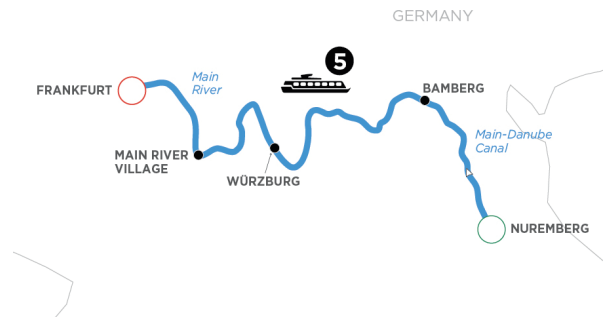 GERMANY
5
Main
River
FRANKFURT
BAMBERG
Main-Danube
Canal
MAIN RIVER
VILLAGE
WÜRZBURG
NUREMBERG